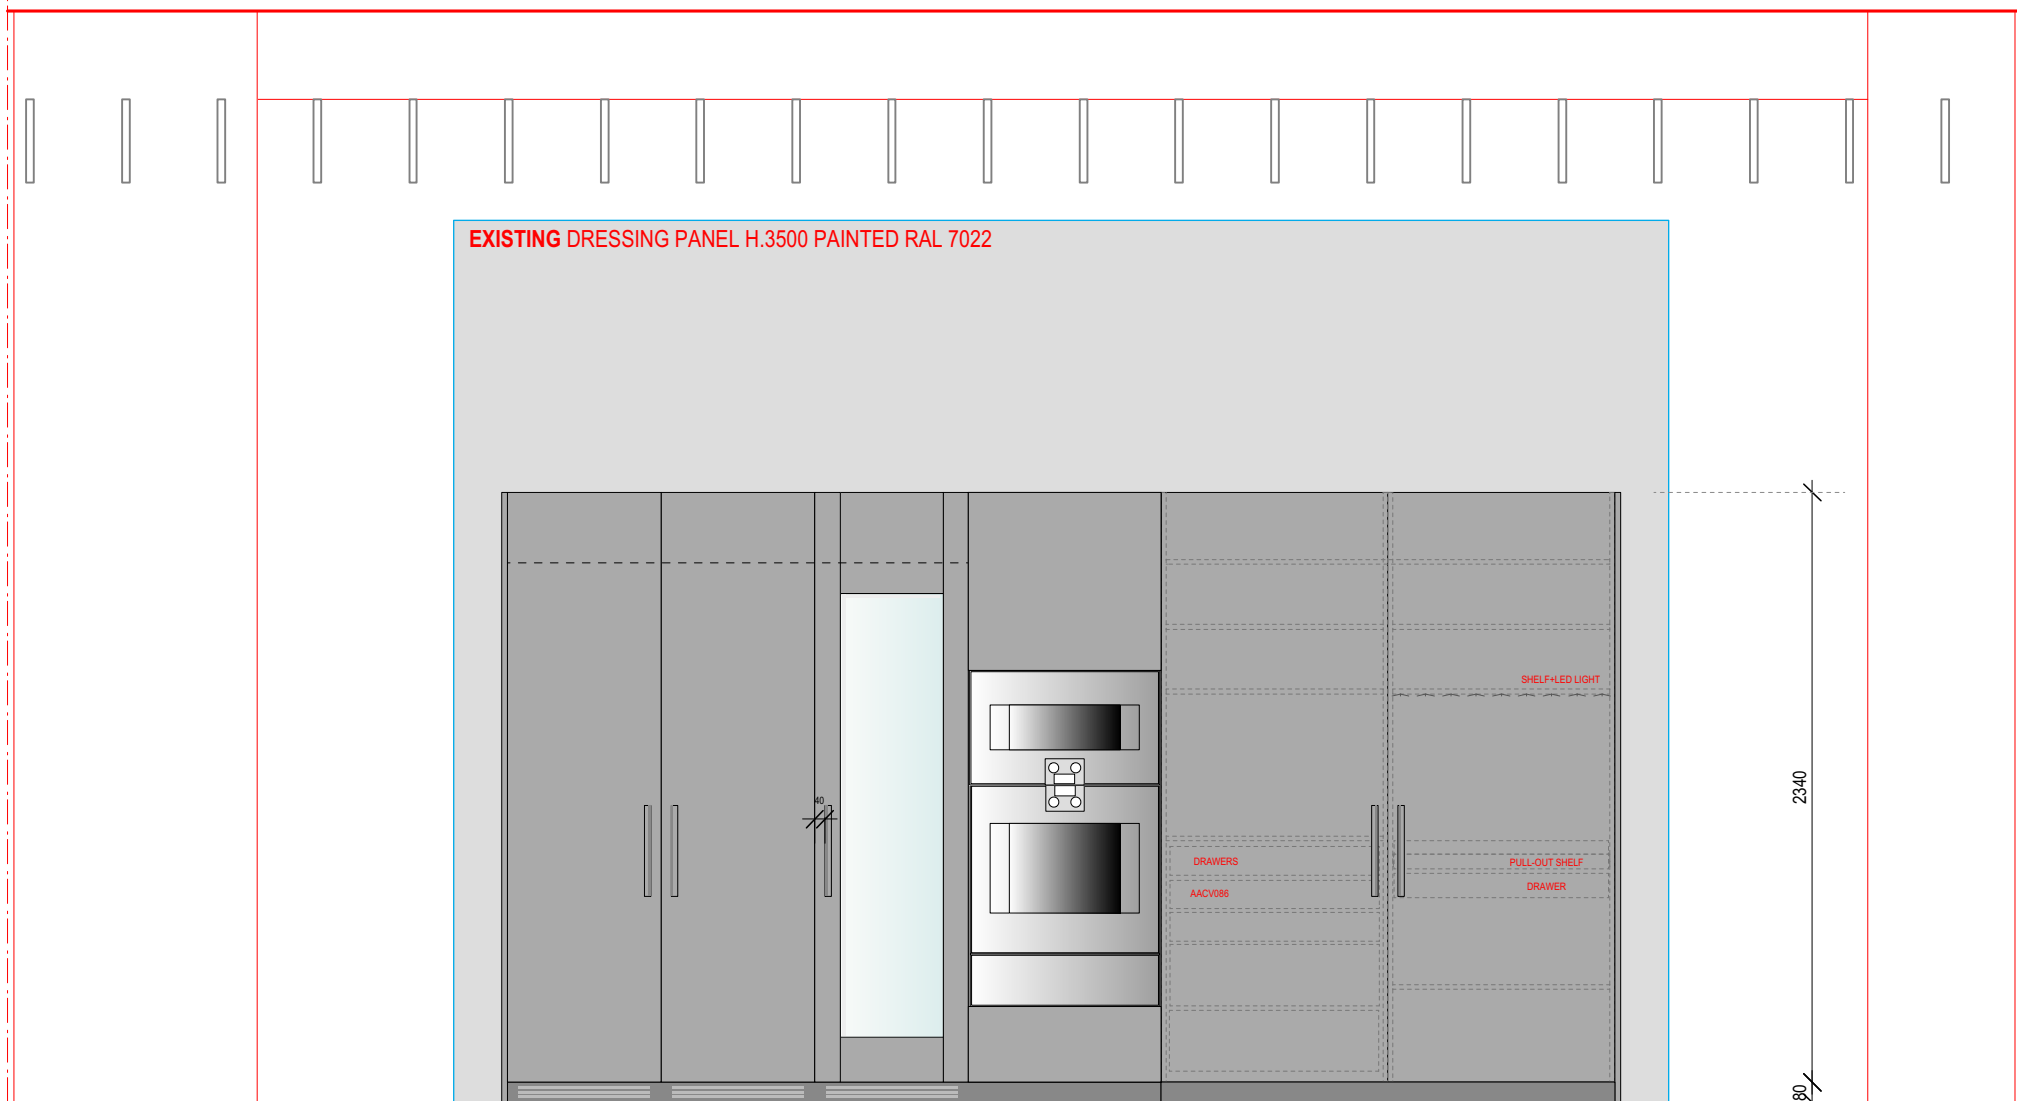 EXISTING DRESSING PANEL H.3500 PAINTED RAL 7022
SHELF+LED LIGHT
2340
40
DRAWERS
PULL-OUT SHELF
DRAWER
AACV086
80